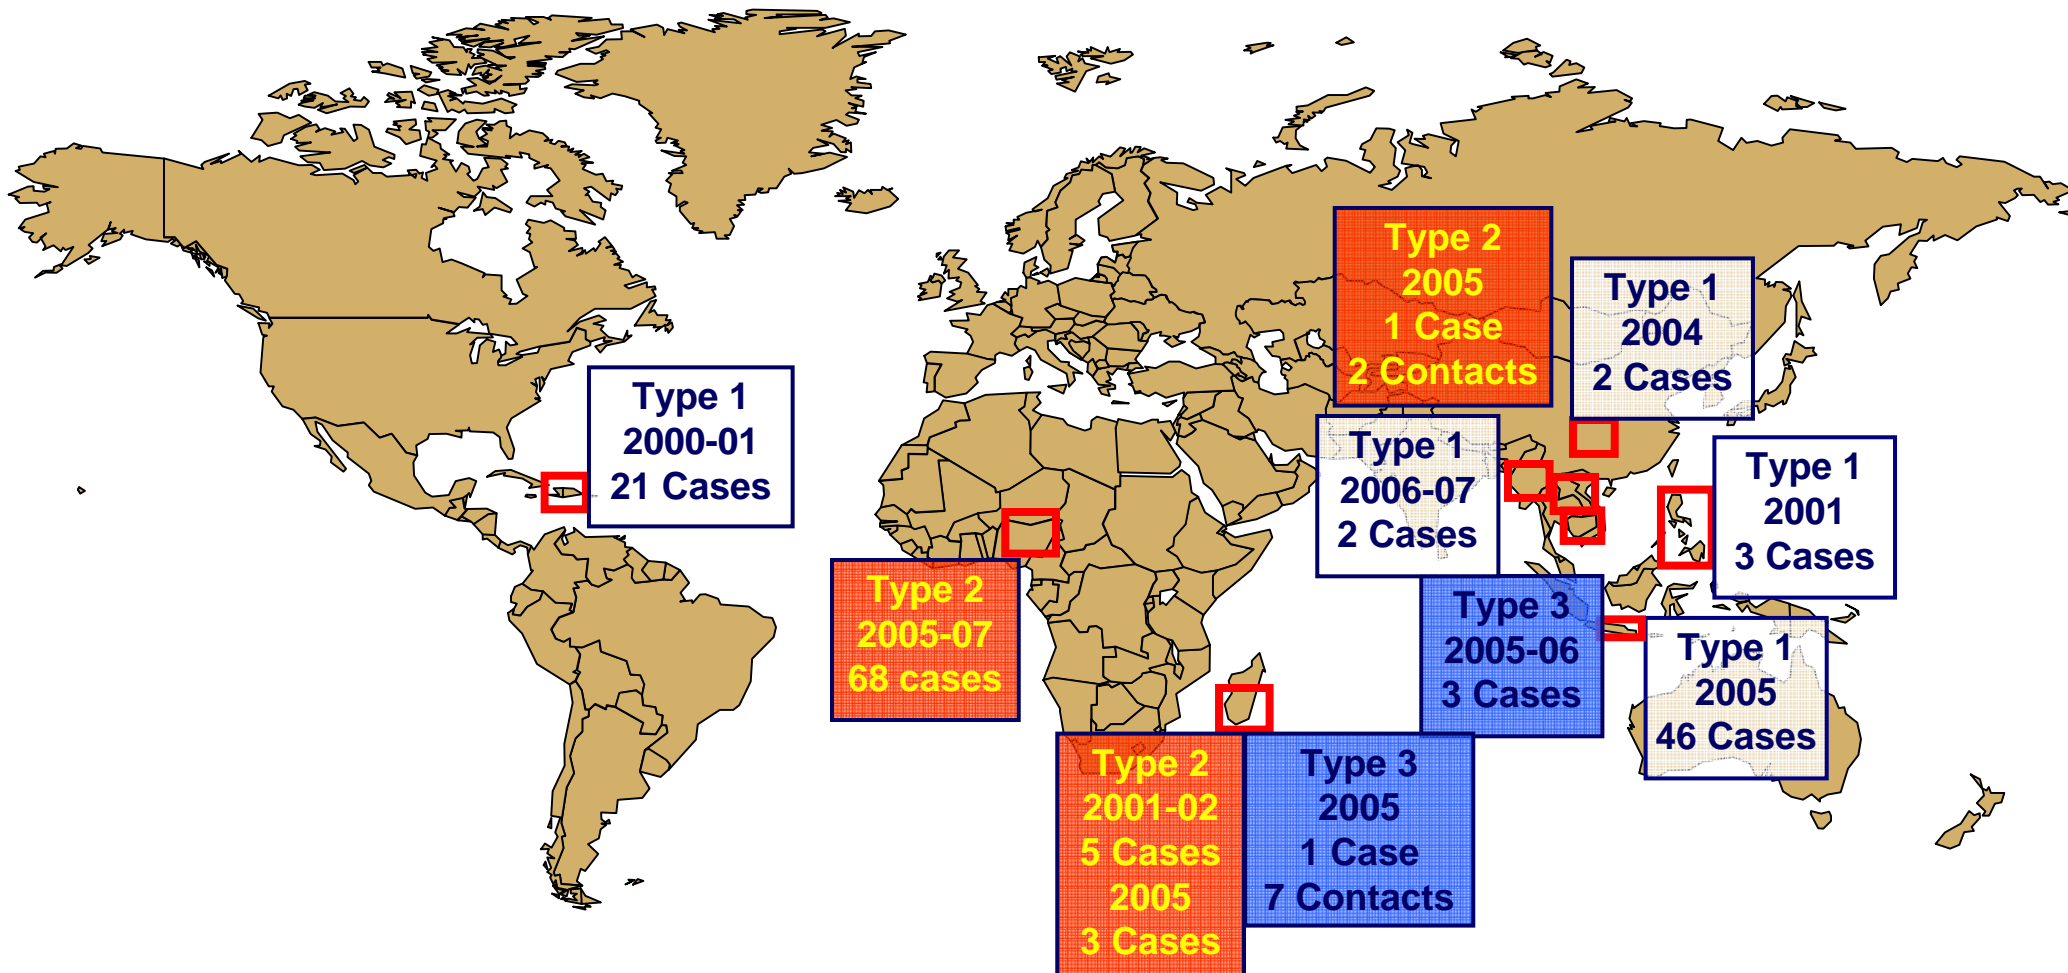 Type 2
2005
1 Case
2 Contacts
Type 1
2004
2 Cases
Type 1
2000-01
21 Cases
Type 1
2006-07
2 Cases
Type 1
2001
3 Cases
Type 2
2005-07
68 cases
Type 3
2005-06
3 Cases
Type 1
2005
46 Cases
Type 2
2001-02
5 Cases
2005
3 Cases
Type 3
2005
1 Case
7 Contacts